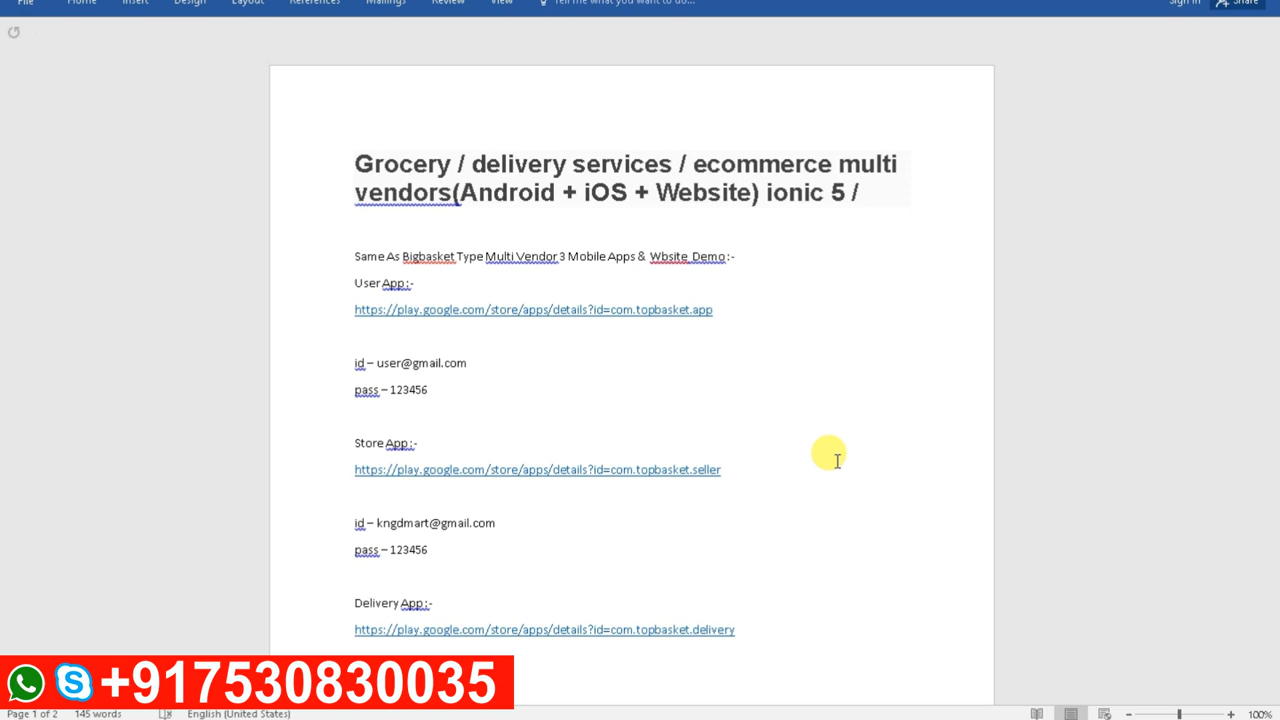 File Home Insert Design Layout References Mailings Review View Tell me what you want to do... Sign in Share
Grocery / delivery services / ecommerce multi
vendors(Android + iOS + Website) ionic 5 /
Same As Bigbasket Type Multi Vendor 3 Mobile Apps & Wbsite Demo:-
User App:-
https://play.google.com/store/apps/details?id=com.topbasket.app
id – user@gmail.com
pass – 123456
Store App:-
https://play.google.com/store/apps/details?id=com.topbasket.seller
id – kngdmart@gmail.com
pass – 123456
Delivery App:-
https://play.google.com/store/apps/details?id=com.topbasket.delivery
+917530830035
Page 1 of 2 145 words English (United States) 100%